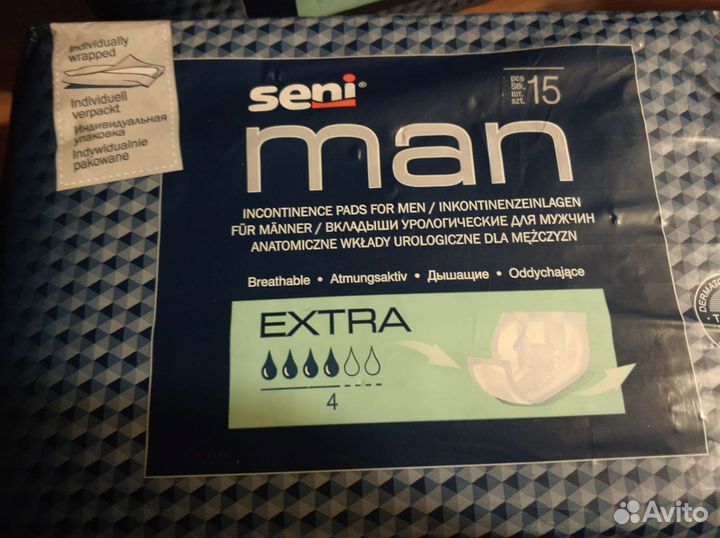 Individually
wrapped
Individuell
verpackt
Индивидуальная
упаковка
Indywidualnie
pakowane
seni®
pcs
Stk.
шт.
szt.
15
man
INCONTINENCE PADS FOR MEN / INKONTINENZEINLAGEN
FÜR MÄNNER / ВКЛАДЫШИ УРОЛОГИЧЕСКИЕ ДЛЯ МУЖЧИН
ANATOMICZNE WKŁADY UROLOGICZNE DLA MĘŻCZYZN
Breathable • Atmungsaktiv • Дышащие • Oddychające
EXTRA
4
Avito